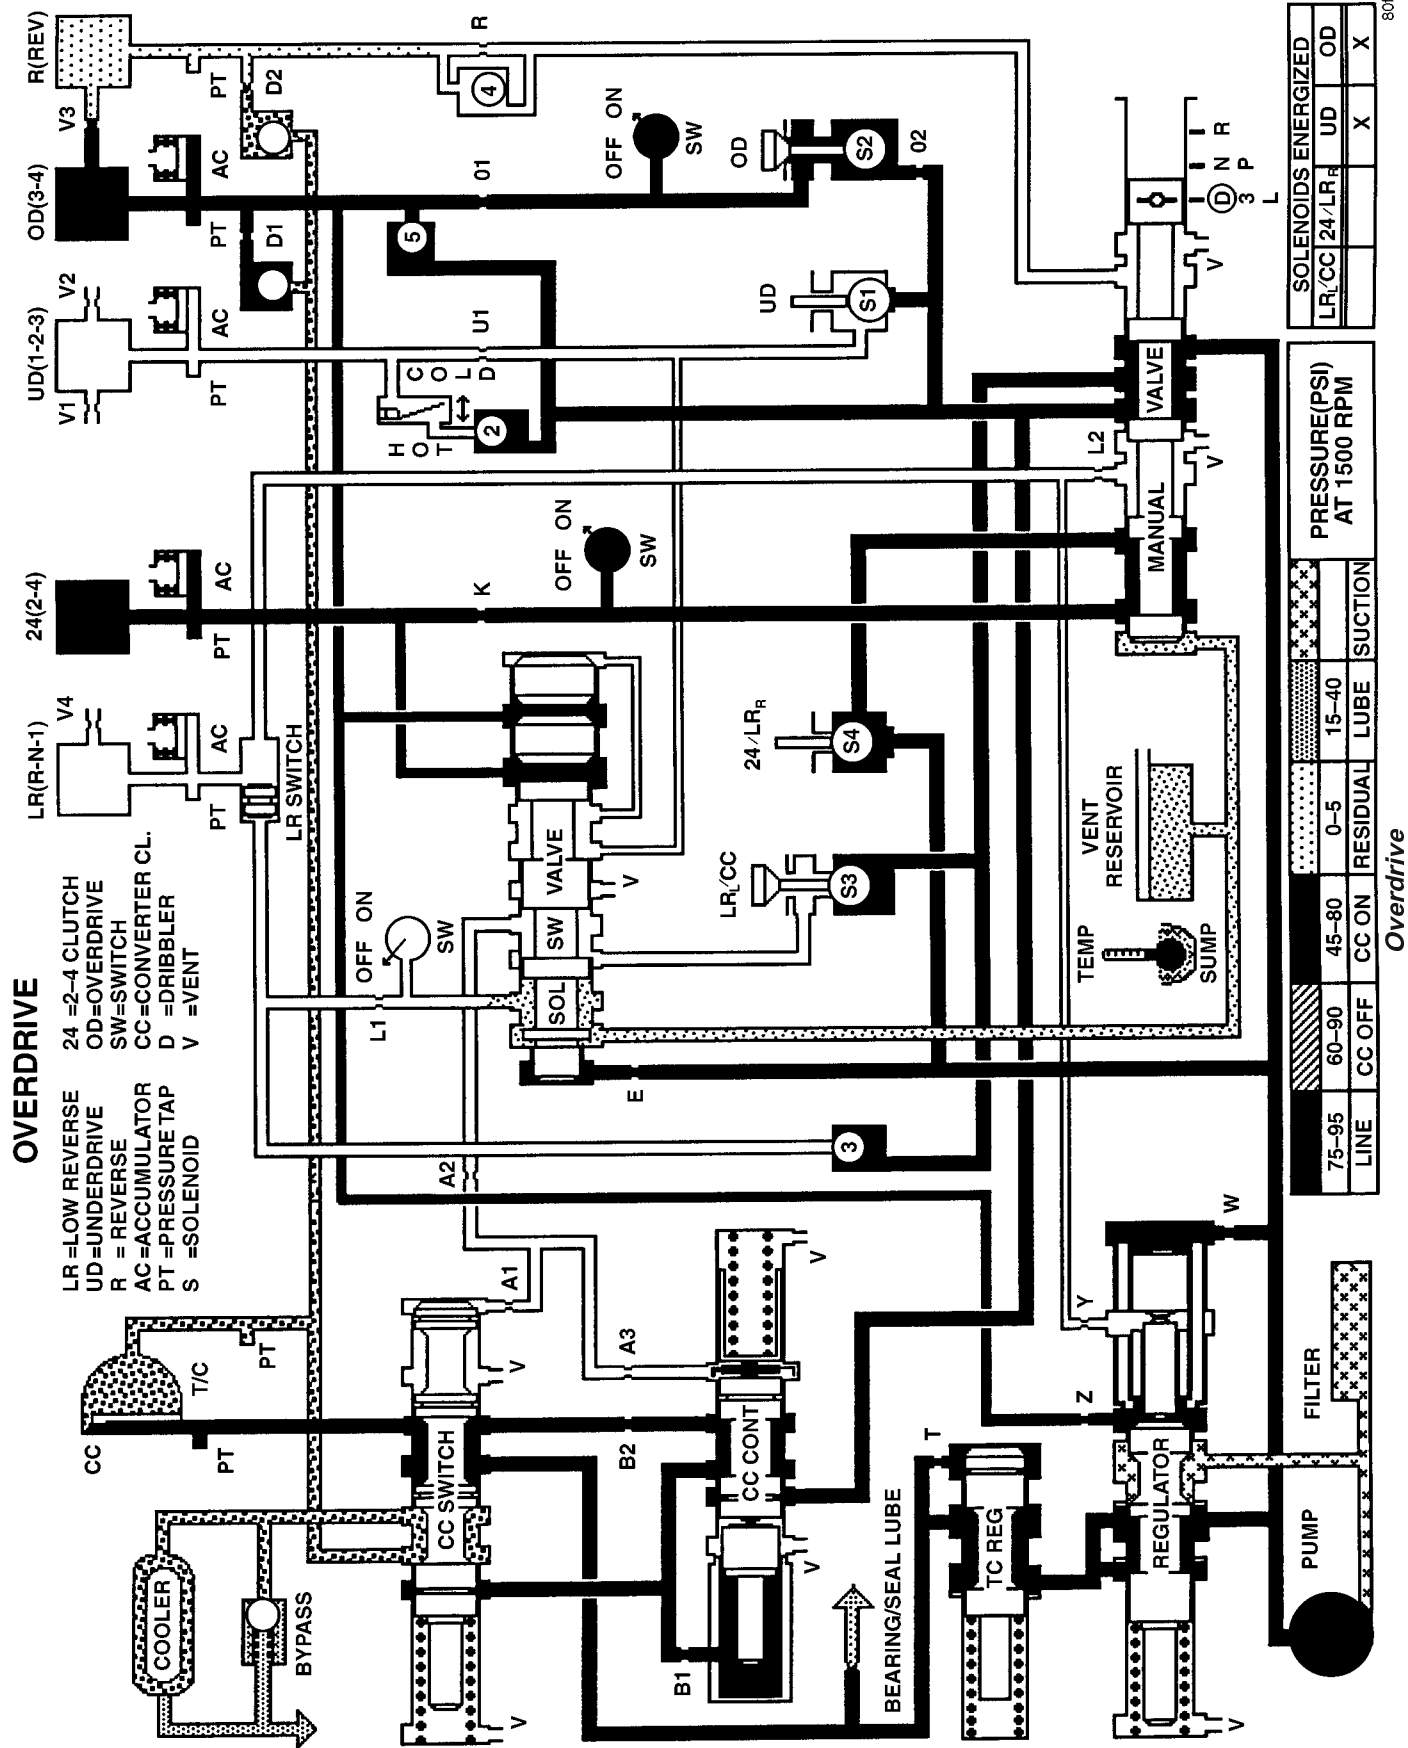 OVERDRIVE
LR =LOW REVERSE
UD=UNDERDRIVE
R = REVERSE
AC =ACCUMULATOR
PT =PRESSURE TAP
S =SOLENOID
24 =2–4 CLUTCH
OD=OVERDRIVE
SW=SWITCH
CC=CONVERTER CL.
D =DRIBBLER
V =VENT
LR(R-N-1)
V4
24(2-4)
UD(1-2-3)
V1
V2
OD(3-4)
V3
R(REV)
PT
AC
PT
AC
PT
AC
PT
AC
PT
LR SWITCH
D1
D2
CC
T/C
PT
PT
COOLER
BYPASS
OFF ON
SW
L1
OFF ON
SW
K
HOT
COLD
2
U1
5
01
OFF ON
SW
4
R
A1
A2
A3
V
CC SWITCH
V
B2
B1
CC CONT
V
V
E
SOL
SW
VALVE
V
3
LRL/CC
S3
24/LRR
S4
UD
S1
OD
S2
02
BEARING/SEAL LUBE
T
TC REG
Z
Y
W
REGULATOR
V
TEMP
SUMP
VENT
RESERVOIR
MANUAL
VALVE
L2
V
V
D N R
3 P
L
PUMP
FILTER
75–95
60–90
45–80
0–5
15–40
LINE
CC OFF
CC ON
RESIDUAL
LUBE
SUCTION
PRESSURE(PSI)
AT 1500 RPM
SOLENOIDS ENERGIZED
LRL/CC
24/LRR
UD
OD
X
X
Overdrive